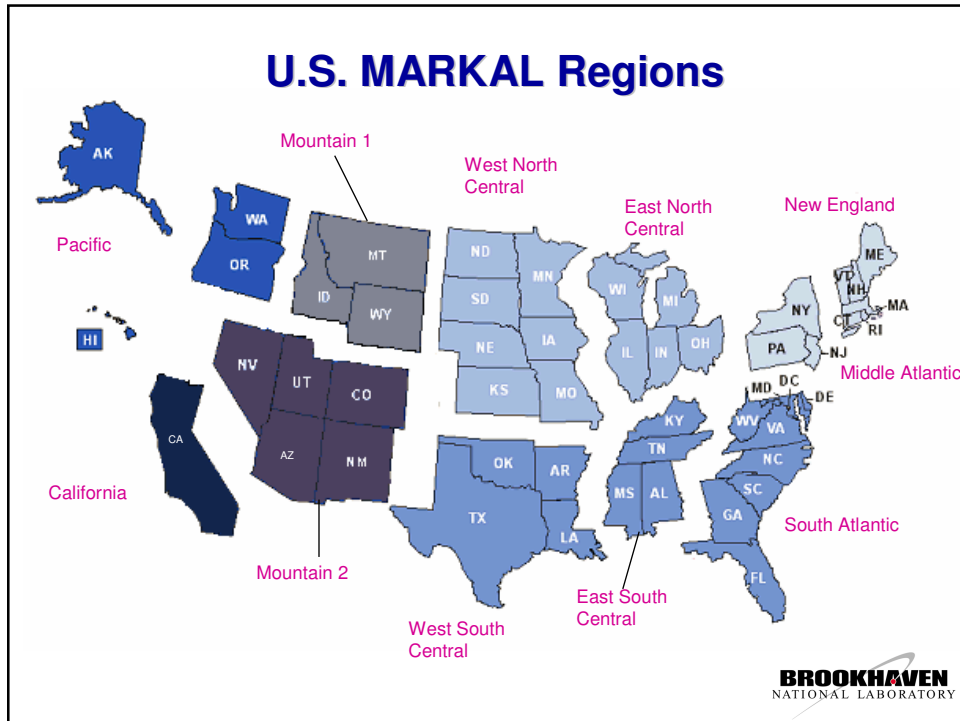 U.S. MARKAL Regions
Mountain 1
West North
Central
East North
Central
New England
AK
WA
OR
Pacific
HI
MT
ID
WY
ND
SD
NE
KS
MN
IA
MO
WI
MI
IL
IN
OH
ME
VT
NH
MA
CT
RI
NY
PA
NJ
Middle Atlantic
MD
DC
DE
NV
UT
CO
AZ
NM
CA
California
Mountain 2
OK
AR
TX
LA
West South
Central
KY
TN
MS
AL
East South
Central
WV
VA
NC
SC
GA
FL
South Atlantic
BROOKHAVEN
NATIONAL LABORATORY